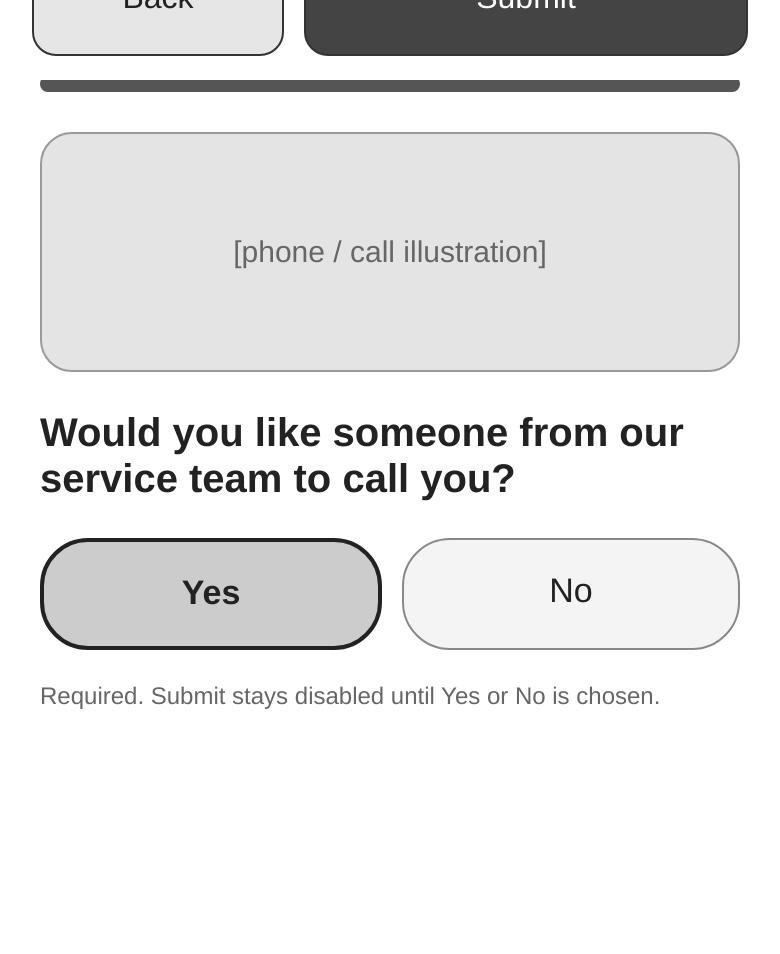 Back
Submit
[phone / call illustration]
Would you like someone from our
service team to call you?
Yes
No
Required. Submit stays disabled until Yes or No is chosen.